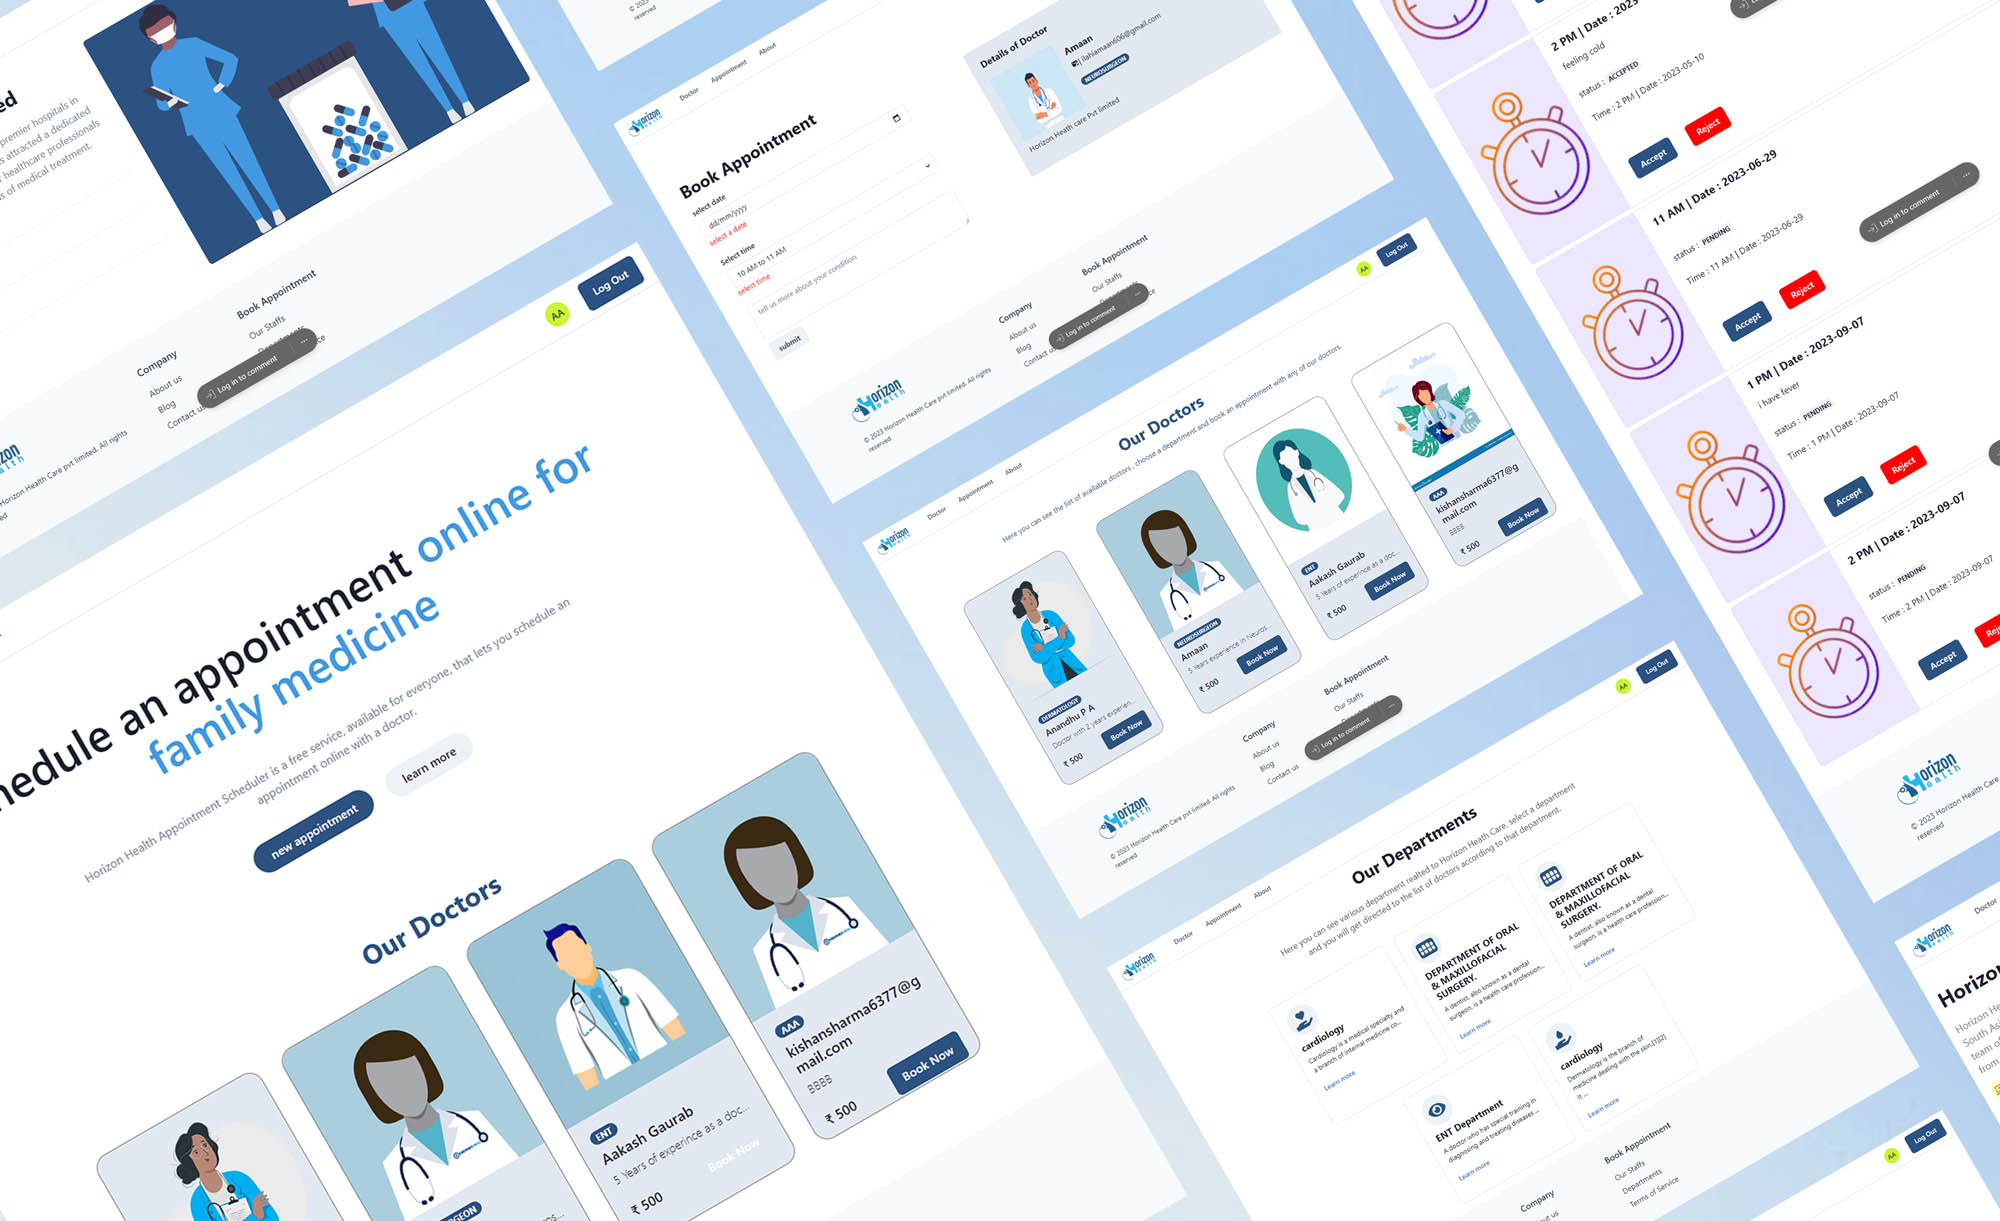 ed
premier hospitals in
s attracted a dedicated
healthcare professionals
s of medical treatment.
Book Appointment
Our Staffs
Company
About us
Blog
Contact us
Log in to comment
orizon
ealth
Horizon Health Care pvt limited. All rights
ed
AA
Log Out
hedule an appointment online for
family medicine
Horizon Health Appointment Scheduler is a free service, available for everyone, that lets you schedule an
appointment online with a doctor.
new appointment
learn more
Our Doctors
GEON
ENT
Aakash Gaurab
5 Years of experince as a doc...
₹ 500
Book Now
AAA
kishansharma6377@g
mail.com
BBBB
₹ 500
Book Now
© 2023
reserved
Horizon
Health
Doctor
Appointment
About
Book Appointment
select date
dd/mm/yyyy
select a date
Select time
10 AM to 11 AM
select time
tell us more about your condition
submit
Details of Doctor
Amaan
| ilahiamaan606@gmail.com
NEUROSURGEON
Horizon Heath care Pvt limited
Book Appointment
Our Staffs
Company
About us
Blog
Contact us
Log in to comment
Horizon
Health
© 2023 Horizon Health Care pvt limited. All rights
reserved
AA
Log Out
Horizon
Health
Doctor
Appointment
About
Our Doctors
Here you can see the list of available doctors, choose a department and book an appointment with any of our doctors.
DERMATOLOGY
Anandhu P A
Doctor with 2 years experien...
₹ 500
Book Now
NEUROSURGEON
Amaan
5 Years experience in Neuros...
₹ 500
Book Now
ENT
Aakash Gaurab
5 Years of experince as a doc...
₹ 500
Book Now
AAA
kishansharma6377@g
mail.com
BBBB
₹ 500
Book Now
Book Appointment
Our Staffs
Company
About us
Blog
Contact us
Log in to comment
Horizon
Health
© 2023 Horizon Health Care pvt limited. All rights
reserved
AA
Log Out
Horizon
Health
Doctor
Appointment
About
Our Departments
Here you can see various department realted to Horizon Heath Care, select a department
and you will get directed to the list of doctors according to that department.
cardiology
Cardiology is a medical specialty and
a branch of internal medicine co...
Learn more
DEPARTMENT OF ORAL
& MAXILLOFACIAL
SURGERY.
A dentist, also known as a dental
surgeon, is a health care profession...
Learn more
DEPARTMENT OF ORAL
& MAXILLOFACIAL
SURGERY.
A dentist, also known as a dental
surgeon, is a health care profession...
Learn more
ENT Department
A doctor who has special training in
diagnosing and treating diseases ...
Learn more
cardiology
Dermatology is the branch of
medicine dealing with the skin.[1][2]
It ...
Learn more
Book Appointment
Our Staffs
Departments
Terms of Service
Company
AA
Log Out
2 PM | Date : 2023-
feeling cold
status : ACCEPTED
Time : 2 PM | Date : 2023-05-10
Accept
Reject
11 AM | Date : 2023-06-29
status : PENDING
Time : 11 AM | Date : 2023-06-29
Accept
Reject
Log in to comment
1 PM | Date : 2023-09-07
i have fever
status : PENDING
Time : 1 PM | Date : 2023-09-07
Accept
Reject
2 PM | Date : 2023-09-07
status : PENDING
Time : 2 PM | Date : 2023-09-07
Accept
Reje
Horizon
Health
© 2023 Horizon Health Care
reserved
Horizon
Health
Doctor
Horizon
Horizon He
South Asi
team of
from